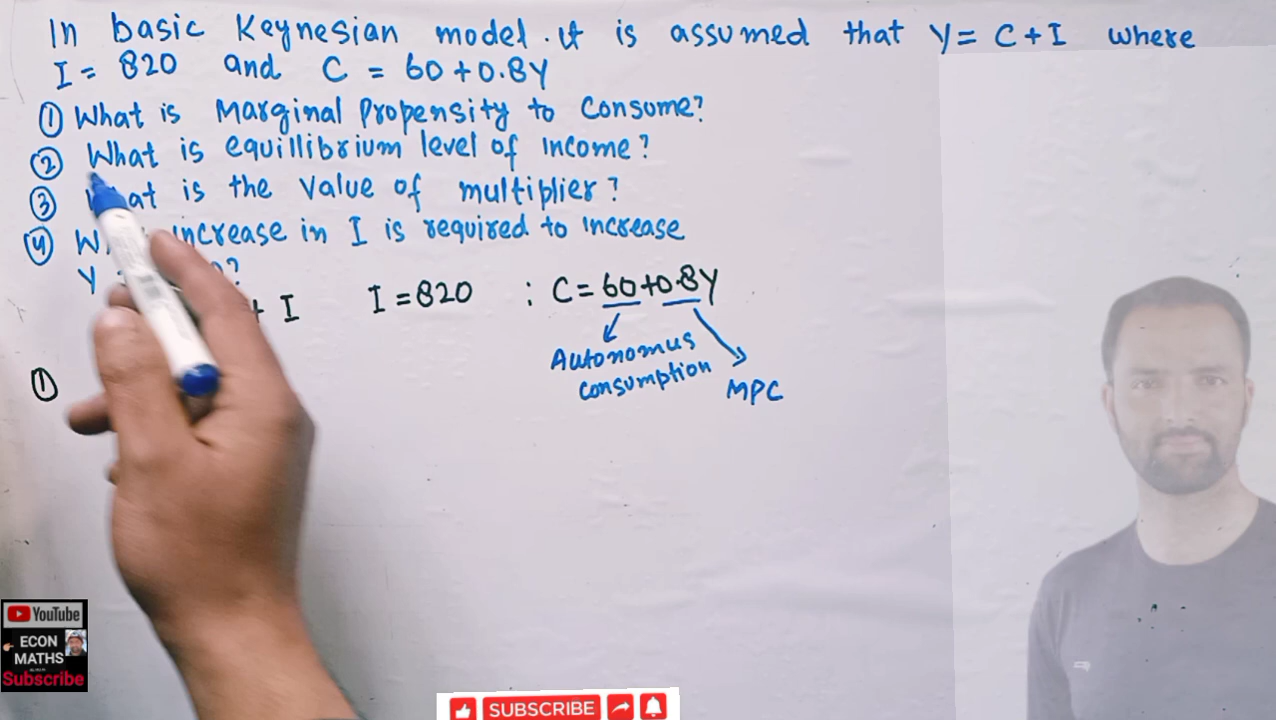 In basic Keynesian model. it is assumed that Y = C + I where
I = 820 and C = 60 + 0.8Y
① What is Marginal Propensity to Consume?
② What is equillibrium level of income?
③ What is the value of multiplier?
④ increase in I is required to increase
Y ?
+ I I = 820 : C = 60 + 0.8Y
Autonomus
consumption
MPC
①
YouTube
ECON
MATHS
Subscribe
SUBSCRIBE